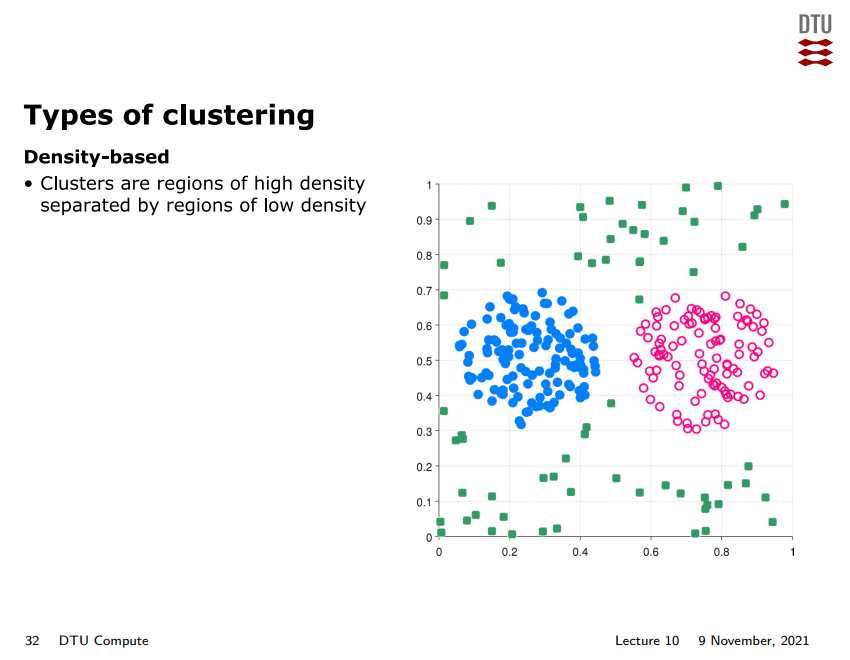 DTU
Types of clustering
Density-based
• Clusters are regions of high density
separated by regions of low density
1
0.9
0.8
0.7
0.6
0.5
0.4
0.3
0.2
0.1
0
0 0.2 0.4 0.6 0.8 1
32 DTU Compute Lecture 10 9 November, 2021